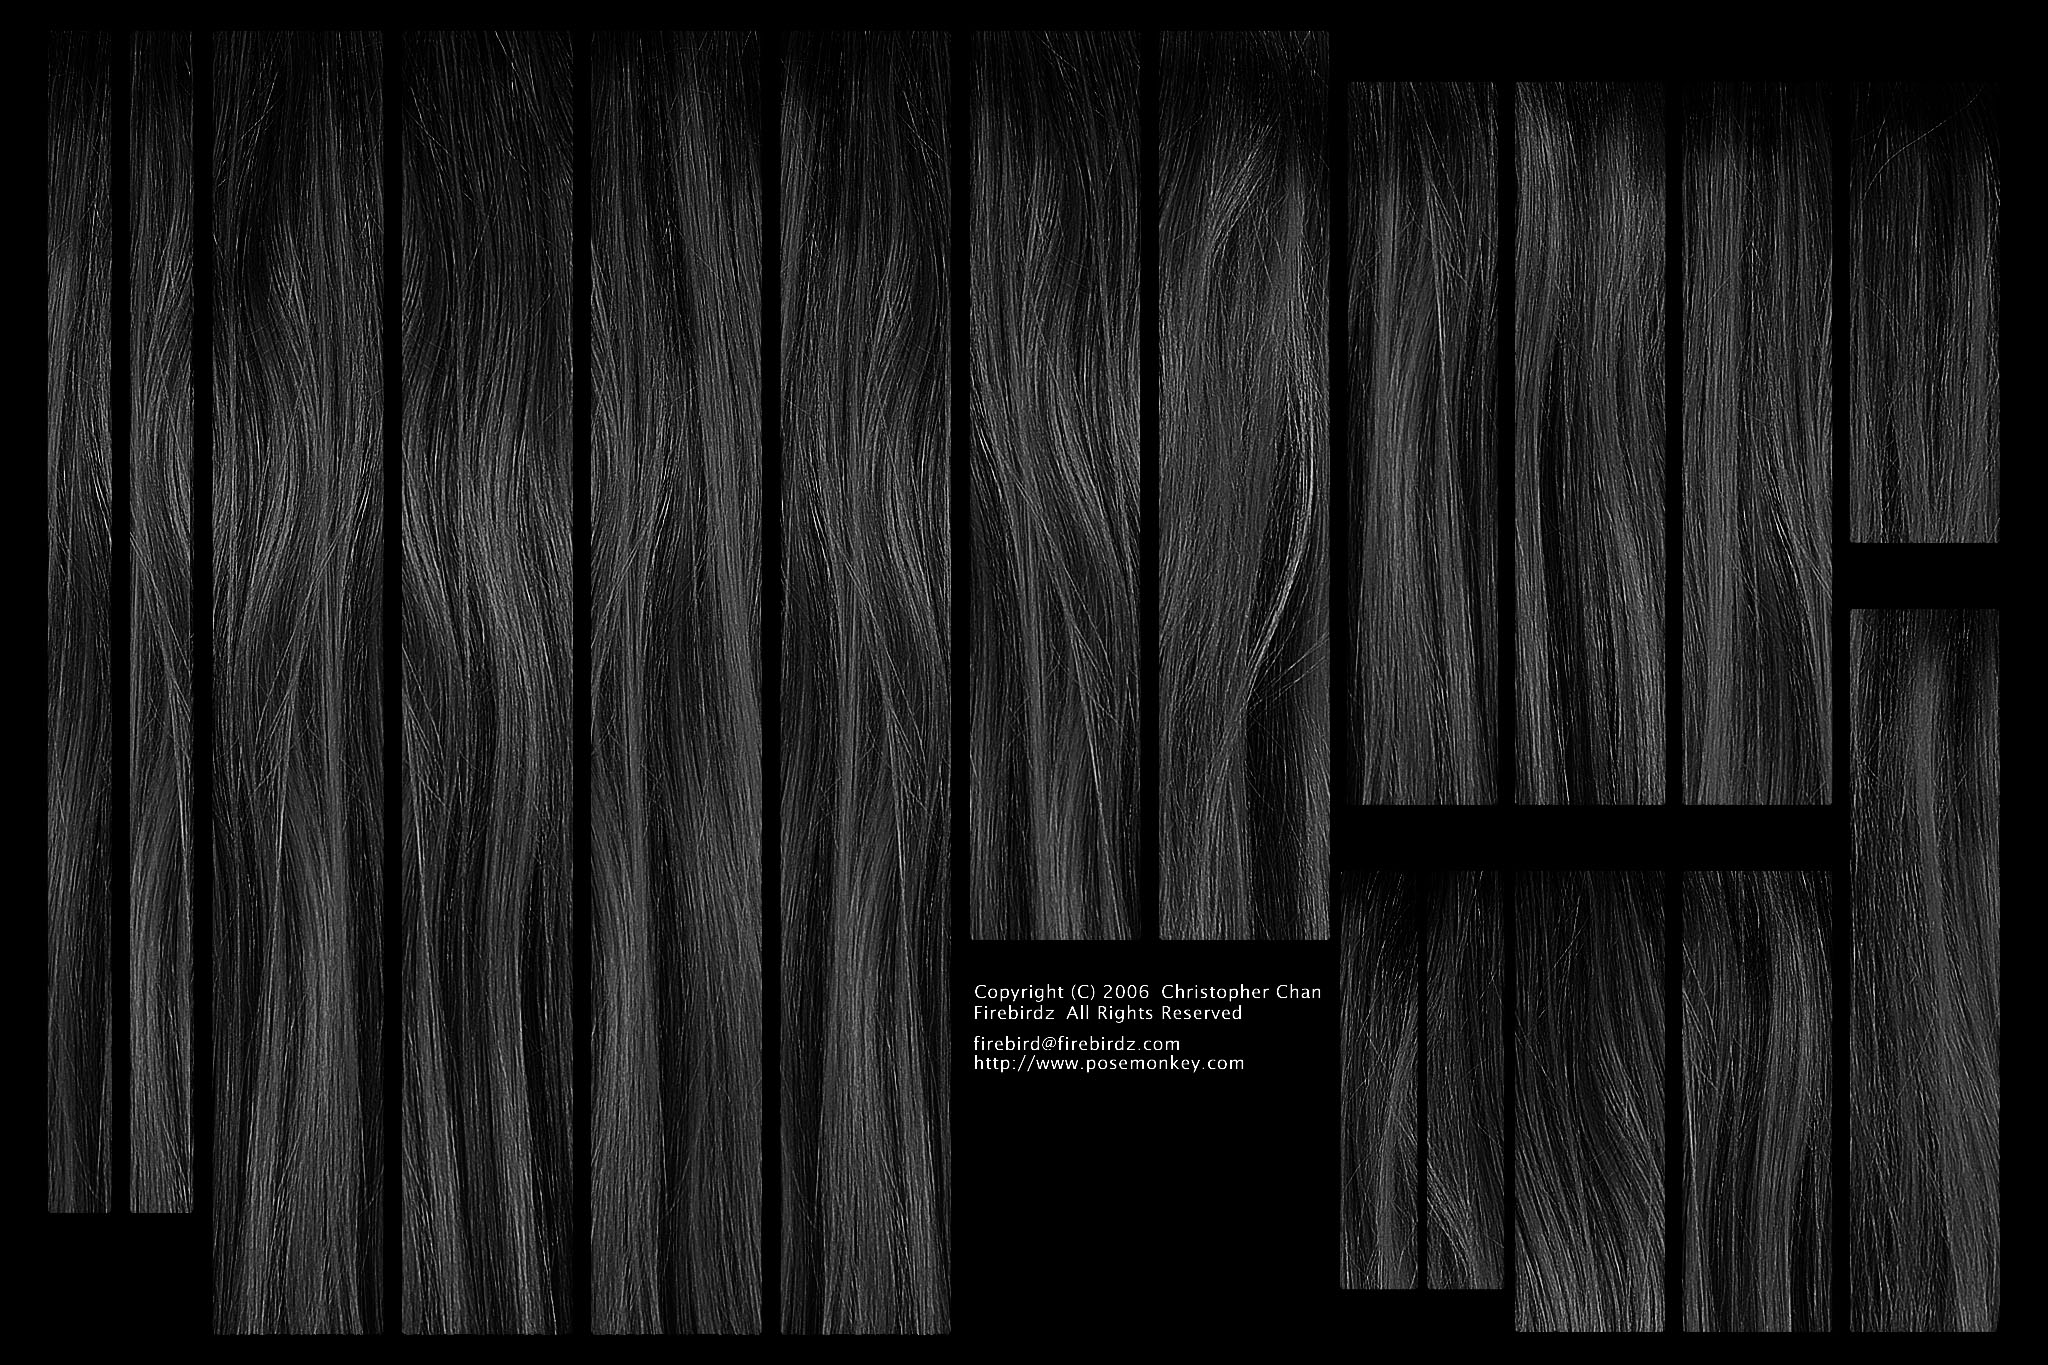 Copyright (C) 2006 Christopher Chan
Firebirdz All Rights Reserved
firebird@firebirdz.com
http://www.posemonkey.com